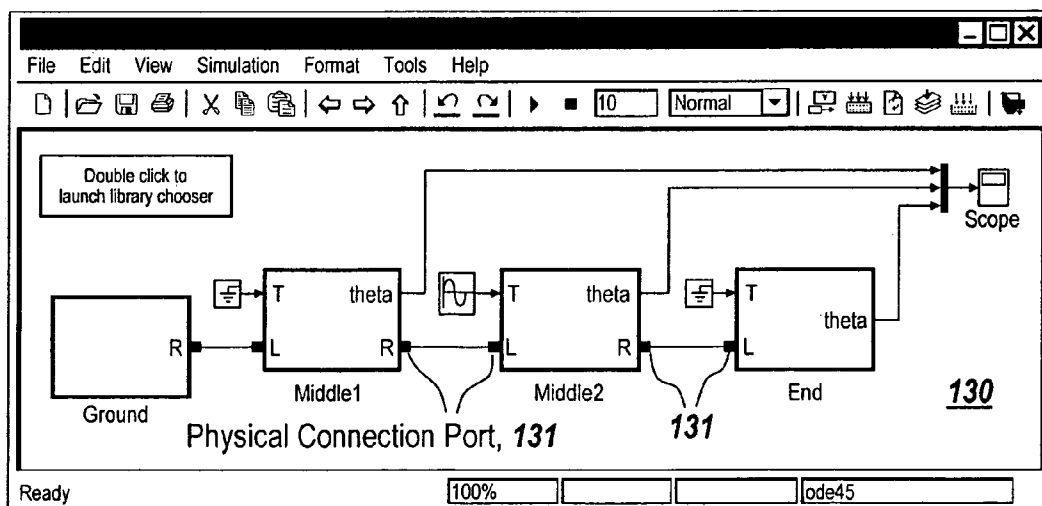 File Edit View Simulation Format Tools Help
10 Normal
Double click to
launch library chooser
Scope
T theta T theta T
theta
R L R L R L
Ground Middle1 Middle2 End 130
Physical Connection Port, 131 131
Ready 100% ode45